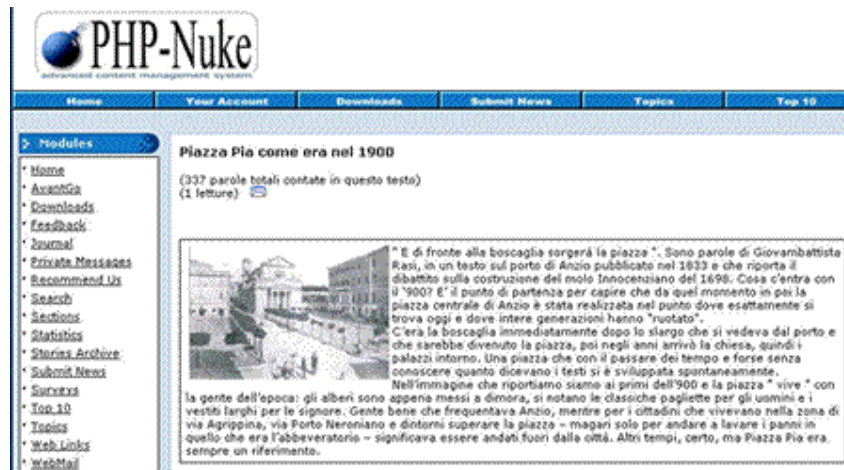 PHP-Nuke
advanced content management system
Home Your Account Downloads Submit News Topics Top 10
Modules
Home
AvantGo
Downloads
Feedback
Journal
Private Messages
Recommend Us
Search
Sections
Statistics
Stories Archive
Submit News
Surveys
Top 10
Topics
Web Links
WebMail
Piazza Pia come era nel 1900
(337 parole totali contate in questo testo)
(1 letture)
" E di fronte alla boscaglia sorgerá la piazza ". Sono parole di Giovambattista
Rasi, in un testo sul porto di Anzio pubblicato nel 1833 e che riporta il
dibattito sulla costruzione del molo Innocenziano del 1698. Cosa c'entra con
il '900? E' il punto di partenza per capire che da quel momento in poi la
piazza centrale di Anzio è stata realizzata nel punto dove esattamente si
trova oggi e dove intere generazioni hanno "ruotato".
C'era la boscaglia immediatamente dopo lo slargo che si vedeva dal porto e
che sarebbe divenuto la piazza, poi negli anni arrivò la chiesa, quindi i
palazzi intorno. Una piazza che con il passare dei tempo e forse senza
conoscere quanto dicevano i testi si è sviluppata spontaneamente.
Nell'immagine che riportiamo siamo ai primi dell'900 e la piazza " vive " con
la gente dell'epoca: gli alberi sono appena messi a dimora, si notano le classiche pagliette per gli uomini e i
vestiti larghi per le signore. Gente bene che frequentava Anzio, mentre per i cittadini che vivevano nella zona di
via Agrippina, via Porto Neroniano e dintorni superare la piazza – magari solo per andare a lavare i panni in
quello che era l'abbeveratorio – significava essere andati fuori dalla cittá. Altri tempi, certo, ma Piazza Pia era
sempre un riferimento.